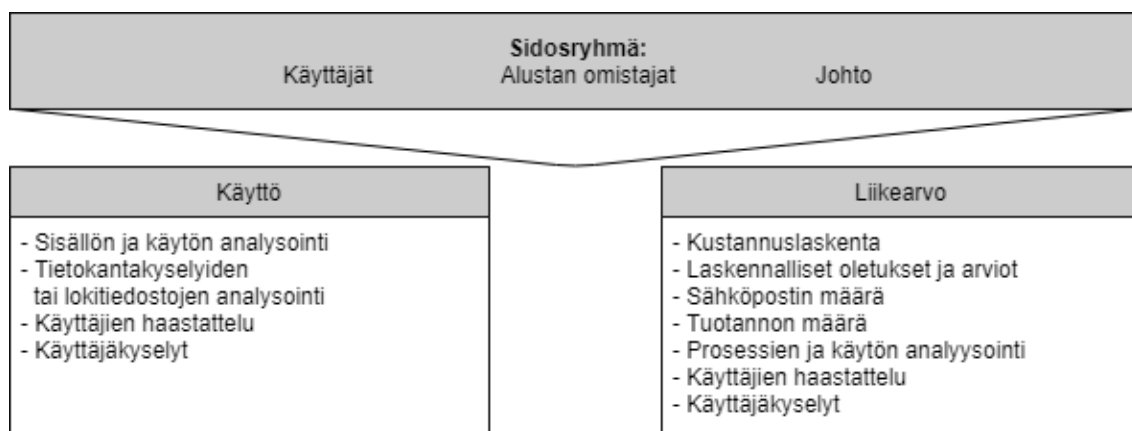 Sidosryhmä:
Käyttäjät Alustan omistajat Johto
Käyttö
- Sisällön ja käytön analysointi
- Tietokantakyselyiden
tai lokitiedostojen analysointi
- Käyttäjien haastattelu
- Käyttäjäkyselyt
Liikearvo
- Kustannuslaskenta
- Laskennalliset oletukset ja arviot
- Sähköpostin määrä
- Tuotannon määrä
- Prosessien ja käytön analyysointi
- Käyttäjien haastattelu
- Käyttäjäkyselyt